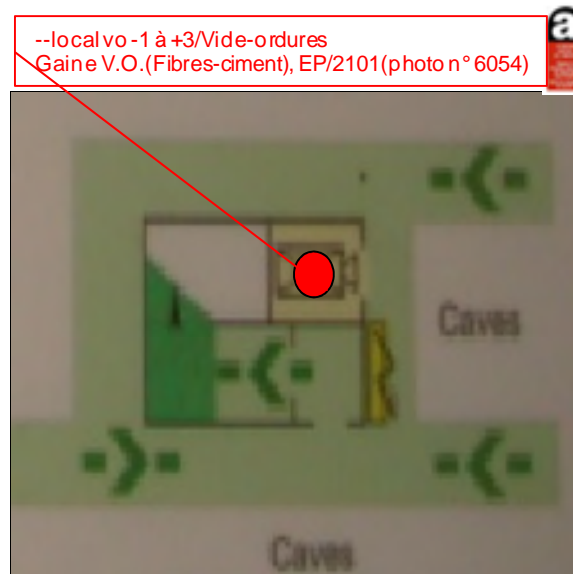 --local vo -1 à +3/Vide-ordures
Gaine V.O.(Fibres-ciment), EP/2101(photo n° 6054)
a
Caves
Caves